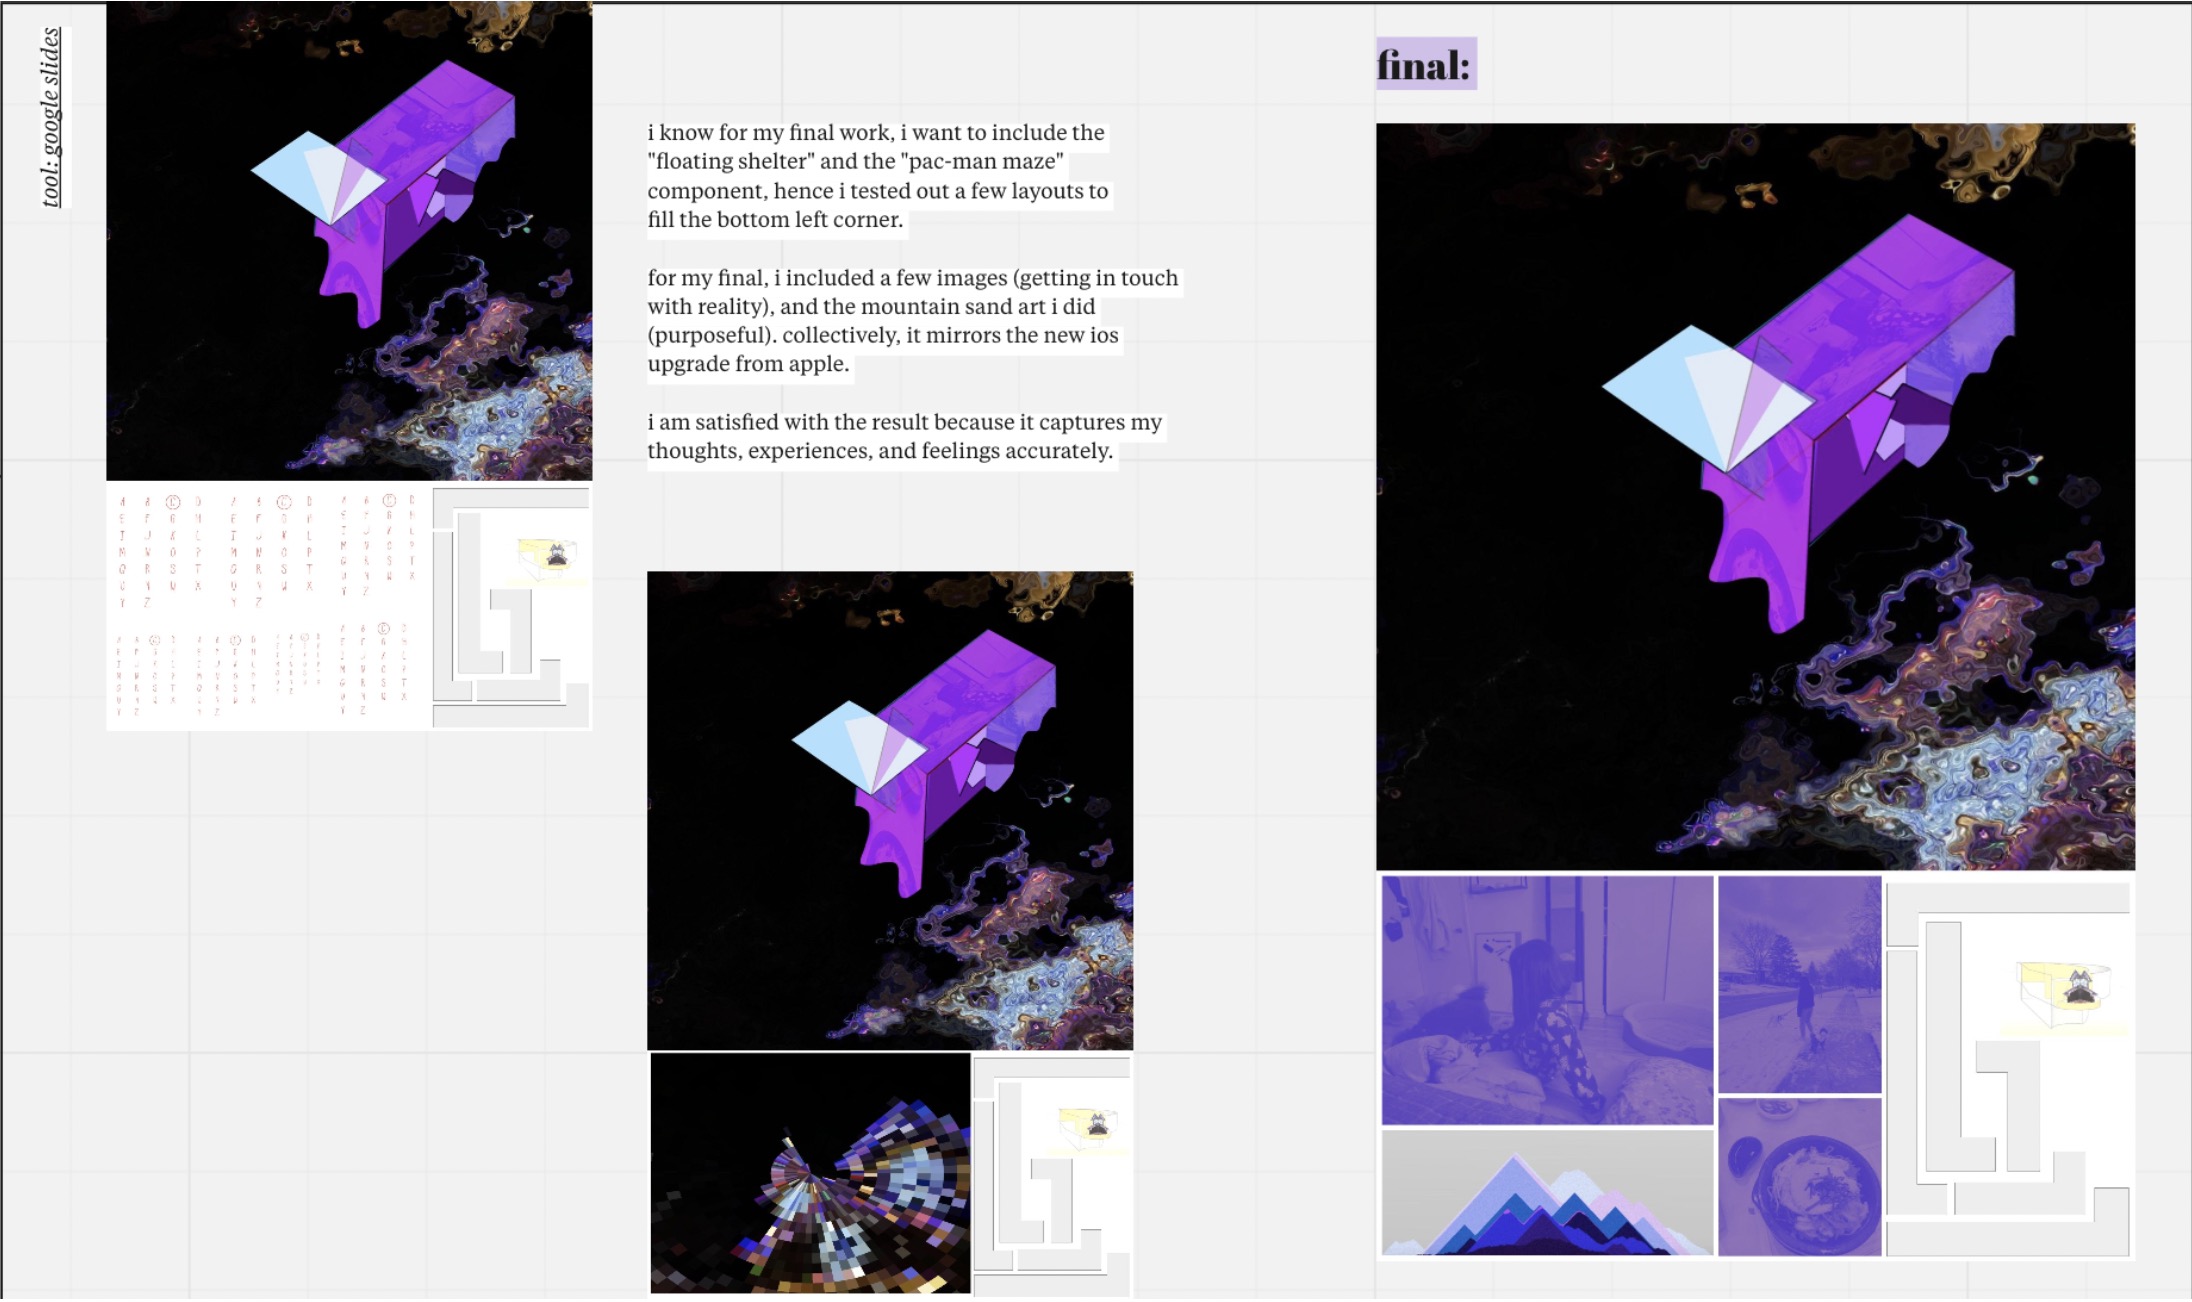 tool: google slides
i know for my final work, i want to include the
"floating shelter" and the "pac-man maze"
component, hence i tested out a few layouts to
fill the bottom left corner.
for my final, i included a few images (getting in touch
with reality), and the mountain sand art i did
(purposeful). collectively, it mirrors the new ios
upgrade from apple.
i am satisfied with the result because it captures my
thoughts, experiences, and feelings accurately.
final: